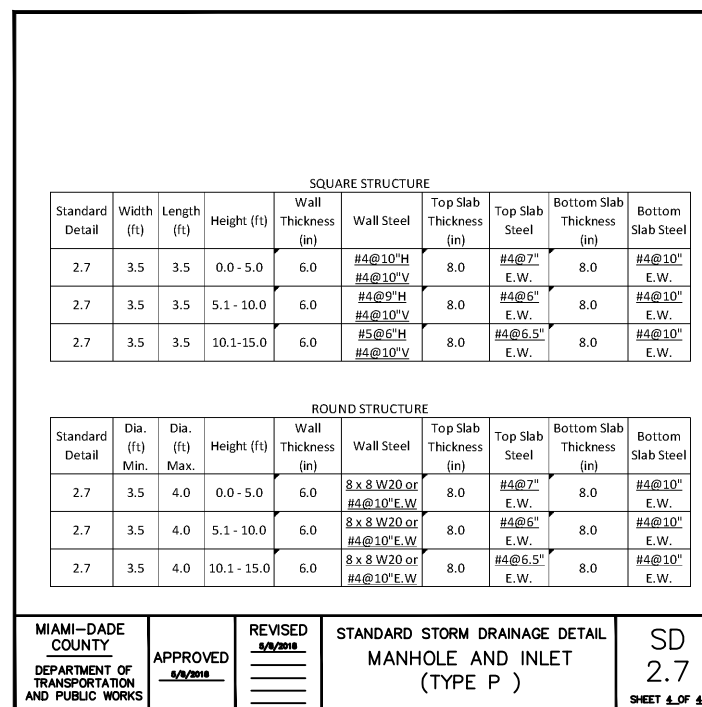 SQUARE STRUCTURE
Standard Detail Width (ft) Length (ft) Height (ft) Wall Thickness (in) Wall Steel Top Slab Thickness (in) Top Slab Steel Bottom Slab Thickness (in) Bottom Slab Steel
2.7 3.5 3.5 0.0 - 5.0 6.0 #4@10"H #4@10"V 8.0 #4@7" E.W. 8.0 #4@10" E.W.
2.7 3.5 3.5 5.1 - 10.0 6.0 #4@9"H #4@10"V 8.0 #4@6" E.W. 8.0 #4@10" E.W.
2.7 3.5 3.5 10.1-15.0 6.0 #5@6"H #4@10"V 8.0 #4@6.5" E.W. 8.0 #4@10" E.W.
ROUND STRUCTURE
Standard Detail Dia. (ft) Min. Dia. (ft) Max. Height (ft) Wall Thickness (in) Wall Steel Top Slab Thickness (in) Top Slab Steel Bottom Slab Thickness (in) Bottom Slab Steel
2.7 3.5 4.0 0.0 - 5.0 6.0 8 x 8 W20 or #4@10"E.W 8.0 #4@7" E.W. 8.0 #4@10" E.W.
2.7 3.5 4.0 5.1 - 10.0 6.0 8 x 8 W20 or #4@10"E.W 8.0 #4@6" E.W. 8.0 #4@10" E.W.
2.7 3.5 4.0 10.1 - 15.0 6.0 8 x 8 W20 or #4@10"E.W 8.0 #4@6.5" E.W. 8.0 #4@10" E.W.
MIAMI-DADE
COUNTY
DEPARTMENT OF
TRANSPORTATION
AND PUBLIC WORKS
APPROVED
5/8/2018
REVISED
5/8/2018
STANDARD STORM DRAINAGE DETAIL
MANHOLE AND INLET
(TYPE P )
SD
2.7
SHEET 4 OF 4